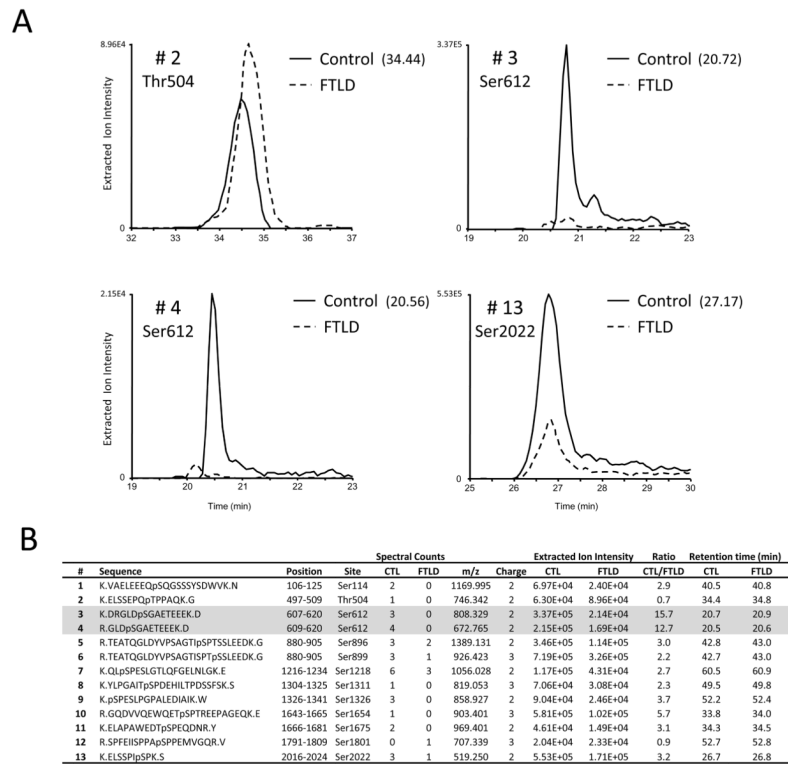 A
# 2
Thr504
Control (34.44)
FTLD
8.96E4
0
Extracted Ion Intensity
32 33 34 35 36 37
# 3
Ser612
Control (20.72)
FTLD
3.37E5
0
19 20 21 22 23
# 4
Ser612
Control (20.56)
FTLD
2.15E4
0
Extracted Ion Intensity
19 20 21 22 23
Time (min)
# 13
Ser2022
Control (27.17)
FTLD
5.53E5
0
25 26 27 28 29 30
Time (min)
B
Spectral Counts Extracted Ion Intensity Ratio Retention time (min)
# Sequence Position Site CTL FTLD m/z Charge CTL FTLD CTL/FTLD CTL FTLD
1 K.VAELEEEQpSQGSSSYSDWVK.N 106-125 Ser114 2 0 1169.995 2 6.97E+04 2.40E+04 2.9 40.5 40.8
2 K.ELSSEPQpTPPAQK.G 497-509 Thr504 1 0 746.342 2 6.30E+04 8.96E+04 0.7 34.4 34.8
3 K.DRGLDpSGAETEEEK.D 607-620 Ser612 3 0 808.329 2 3.37E+05 2.14E+04 15.7 20.7 20.9
4 R.GLDpSGAETEEEK.D 609-620 Ser612 4 0 672.765 2 2.15E+05 1.69E+04 12.7 20.5 20.6
5 R.TEATQGLDYVPSAGTIpSPTSSLEEDK.G 880-905 Ser896 3 2 1389.131 2 3.46E+05 1.14E+05 3.0 42.8 43.0
6 R.TEATQGLDYVPSAGTISPTpSSLEEDK.G 880-905 Ser899 3 1 926.423 3 7.19E+04 3.26E+04 2.2 42.7 43.0
7 K.QLpSPESLGTLQFGELNLGK.E 1216-1234 Ser1218 6 3 1056.028 2 1.17E+05 4.31E+04 2.7 60.5 60.9
8 K.YLPGAITpSPDEHILTPDSSFSK.S 1304-1325 Ser1311 1 0 819.053 3 7.06E+04 3.08E+04 2.3 49.5 49.8
9 K.pSPESLPGPALEDIAIK.W 1326-1341 Ser1326 3 0 858.927 2 9.04E+04 2.46E+04 3.7 52.2 52.4
10 R.GQDVVQEWQETpSPTREEPAGEQK.E 1643-1665 Ser1654 1 0 903.401 3 5.81E+04 1.02E+04 5.7 33.8 34.0
11 K.ELAPAWEDTpSPEQDNR.Y 1666-1681 Ser1675 2 0 969.401 2 4.61E+04 1.49E+04 3.1 34.3 34.5
12 R.SPFEIISPPApSPPEMVGQR.V 1791-1809 Ser1801 0 1 707.339 3 2.04E+04 2.33E+04 0.9 52.7 52.8
13 K.ELSSPIpSPK.S 2016-2024 Ser2022 3 1 519.250 2 5.53E+05 1.71E+05 3.2 26.7 26.8